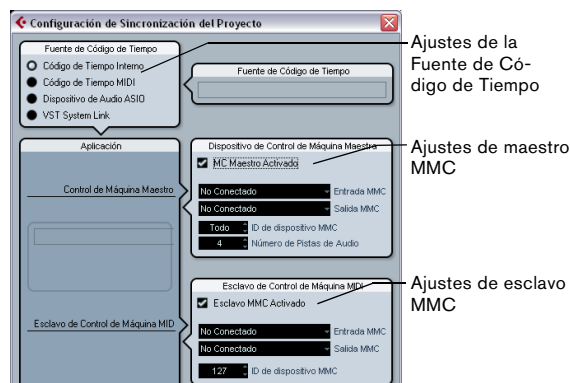 Configuración de Sincronización del Proyecto
Fuente de Código de Tiempo
Código de Tiempo Interno
Código de Tiempo MIDI
Dispositivo de Audio ASIO
VST System Link
Fuente de Código de Tiempo
Ajustes de la
Fuente de Có-
digo de Tiempo
Aplicación
Control de Máquina Maestro
Esclavo de Control de Máquina MID
Dispositivo de Control de Máquina Maestra
MC Maestro Activado
No Conectado Entrada MMC
No Conectado Salida MMC
Todo ID de dispositivo MMC
4 Número de Pistas de Audio
Ajustes de maestro
MMC
Esclavo de Control de Máquina MIDI
Esclavo MMC Activado
No Conectado Entrada MMC
No Conectado Salida MMC
127 ID de dispositivo MMC
Ajustes de esclavo
MMC